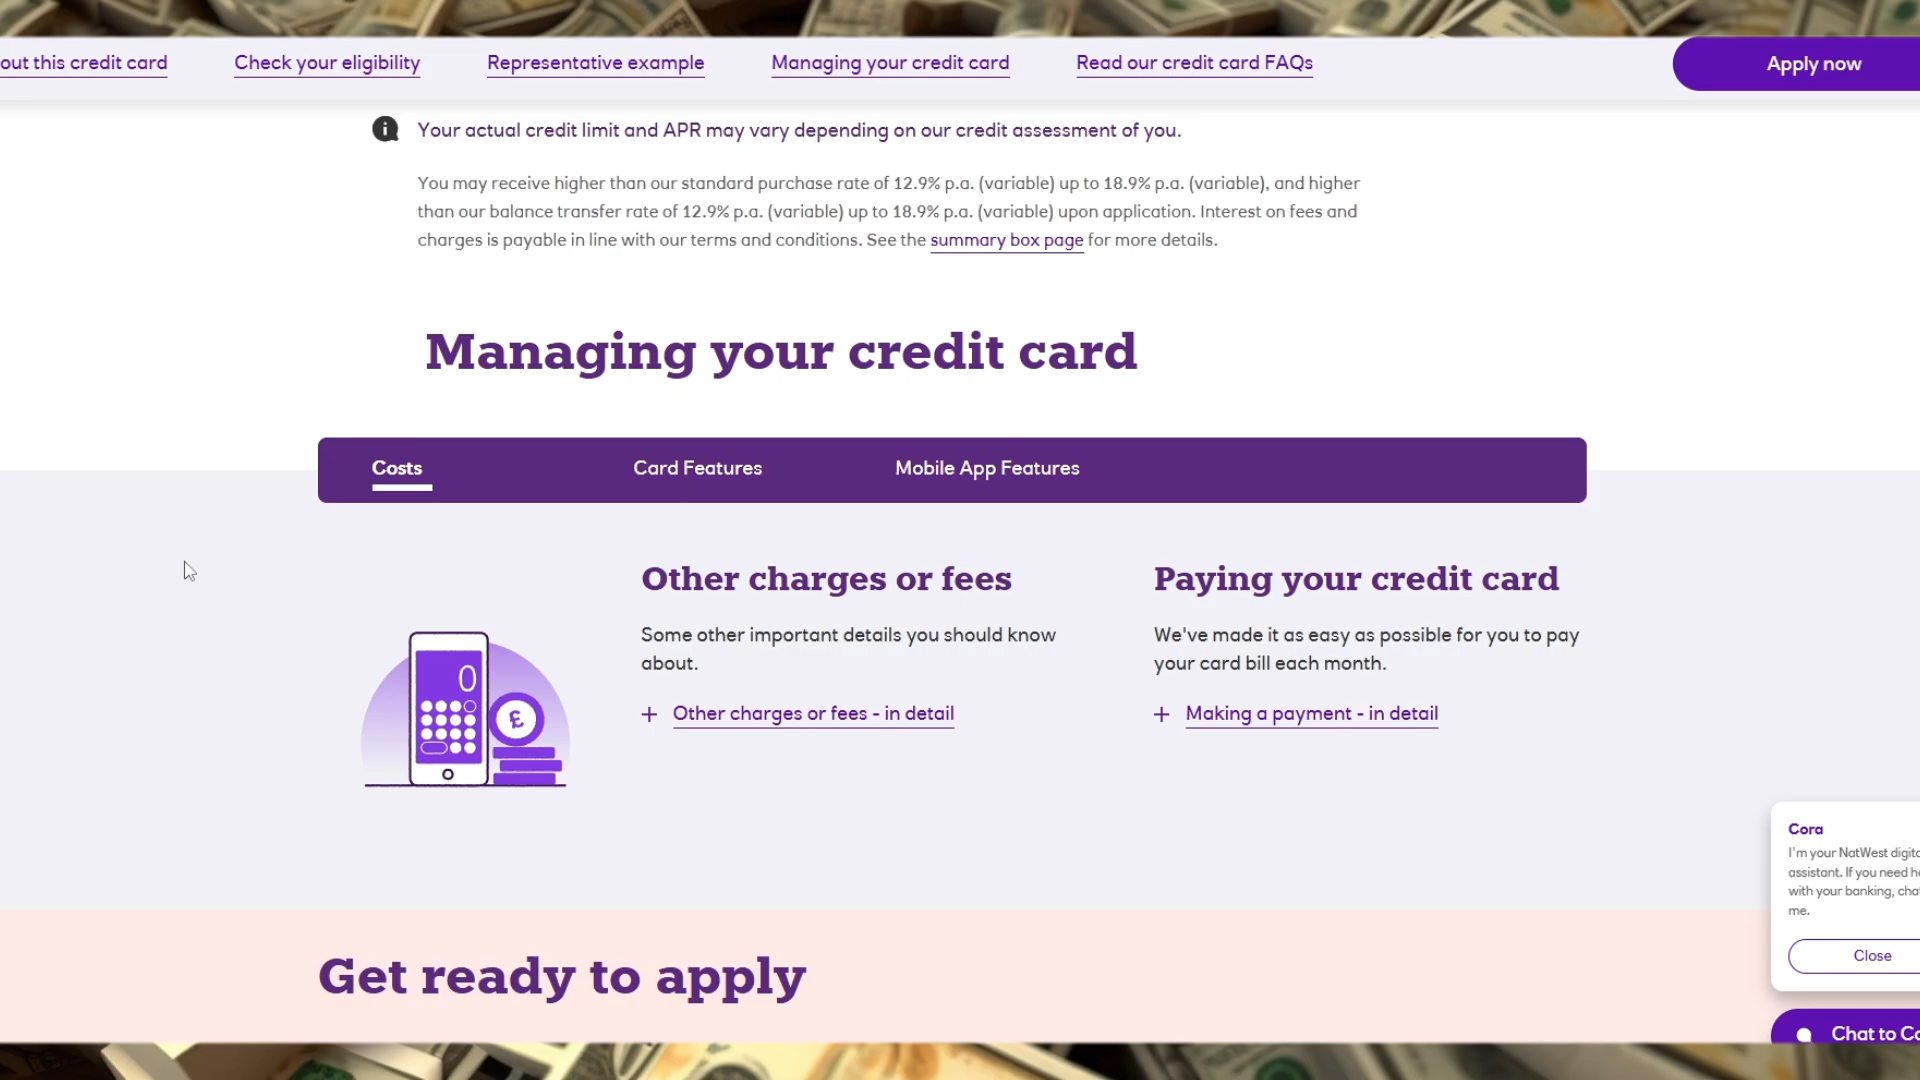 out this credit card
Check your eligibility
Representative example
Managing your credit card
Read our credit card FAQs
Apply now
Your actual credit limit and APR may vary depending on our credit assessment of you.
You may receive higher than our standard purchase rate of 12.9% p.a. (variable) up to 18.9% p.a. (variable), and higher
than our balance transfer rate of 12.9% p.a. (variable) up to 18.9% p.a. (variable) upon application. Interest on fees and
charges is payable in line with our terms and conditions. See the summary box page for more details.
Managing your credit card
Costs
Card Features
Mobile App Features
Other charges or fees
Some other important details you should know
about.
+ Other charges or fees - in detail
Paying your credit card
We've made it as easy as possible for you to pay
your card bill each month.
+ Making a payment - in detail
0
£
Get ready to apply
Cora
I'm your NatWest
assistant. If you need
with your banking,
me.
Close
Chat to